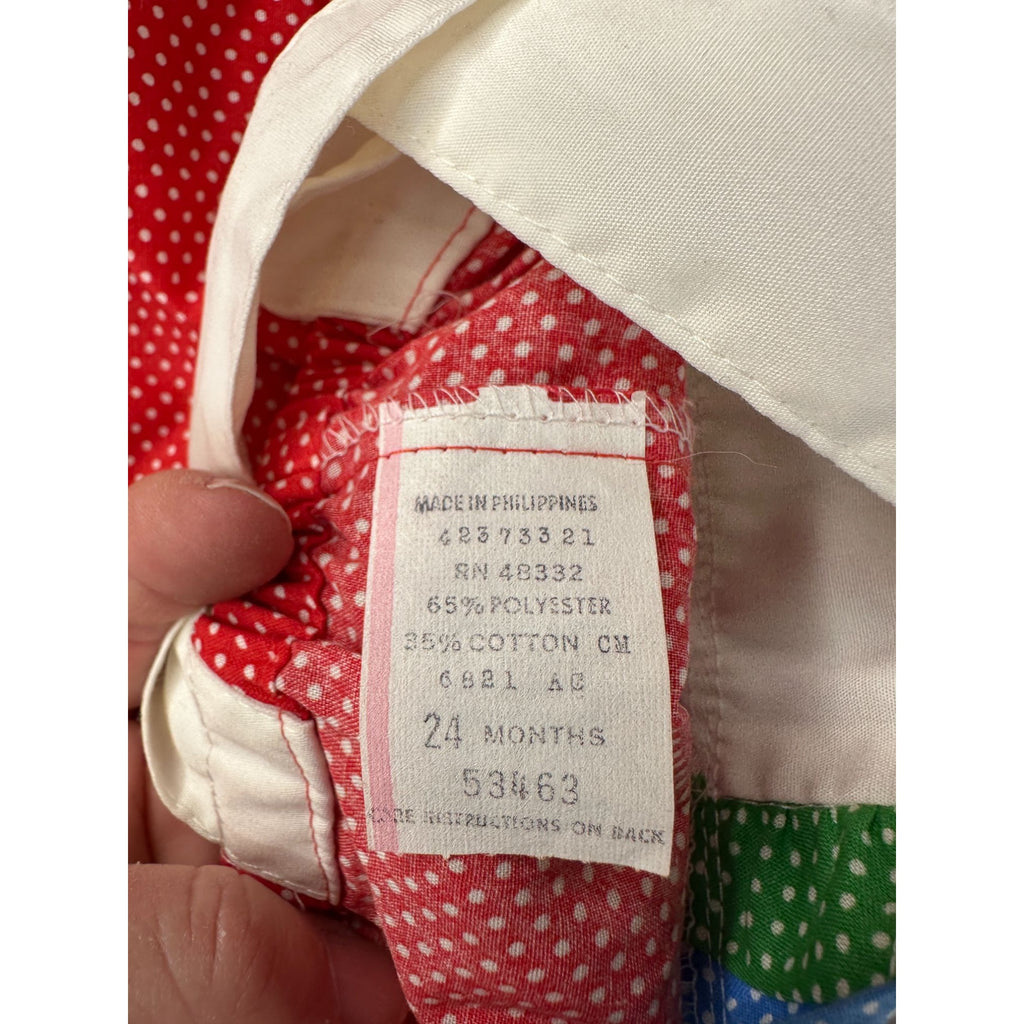 MADE IN PHILIPPINES
42373321
RN 48332
65% POLYESTER
35% COTTON CM
6821 AC
24 MONTHS
53463
CARE INSTRUCTIONS ON BACK